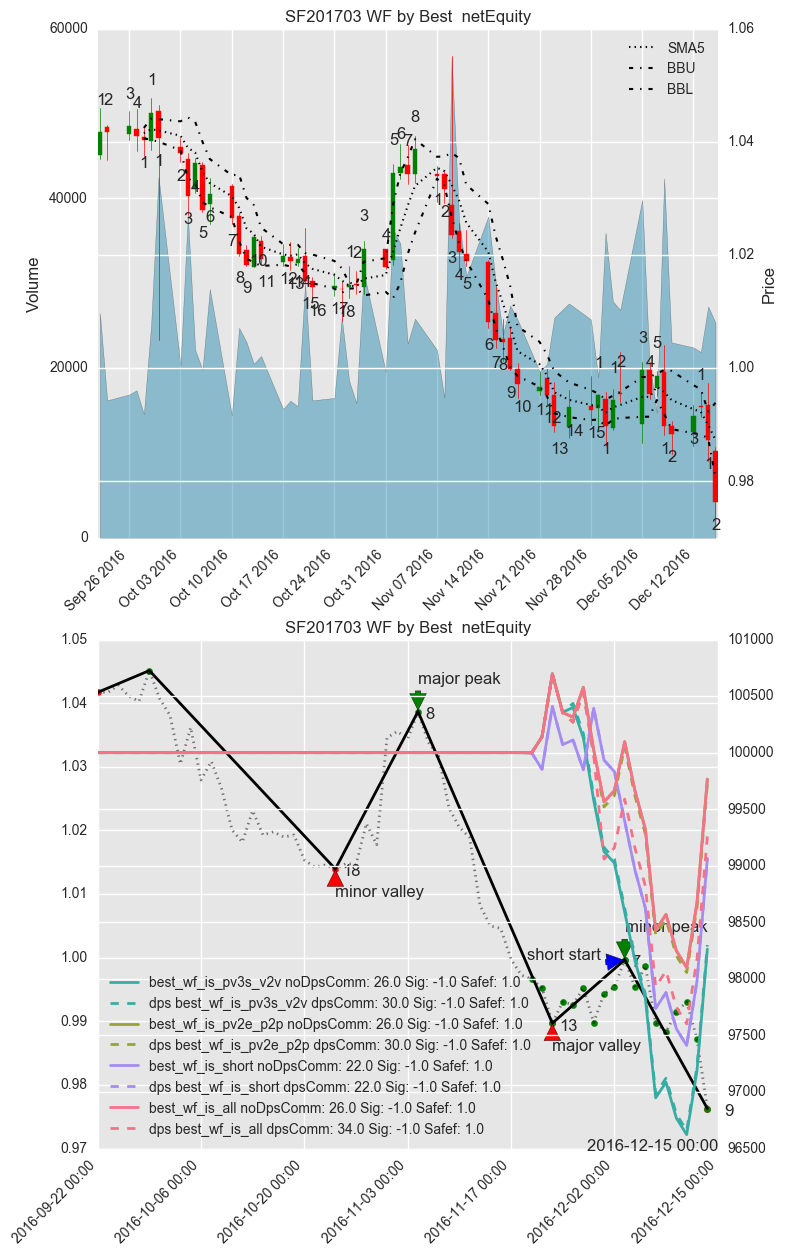 SF201703 WF by Best  netEquity
60000
40000
20000
0
Volume
1.06
1.04
1.02
1.00
0.98
Price
SMA5
BBU
BBL
Sep 26 2016
Oct 03 2016
Oct 10 2016
Oct 17 2016
Oct 24 2016
Oct 31 2016
Nov 07 2016
Nov 14 2016
Nov 21 2016
Nov 28 2016
Dec 05 2016
Dec 12 2016
SF201703 WF by Best  netEquity
1.05
1.04
1.03
1.02
1.01
1.00
0.99
0.98
0.97
101000
100500
100000
99500
99000
98500
98000
97500
97000
96500
major peak
8
18
minor valley
minor peak
short start
7
13
major valley
9
best_wf_is_pv3s_v2v noDpsComm: 26.0 Sig: -1.0 Safef: 1.0
dps best_wf_is_pv3s_v2v dpsComm: 30.0 Sig: -1.0 Safef: 1.0
best_wf_is_pv2e_p2p noDpsComm: 26.0 Sig: -1.0 Safef: 1.0
dps best_wf_is_pv2e_p2p dpsComm: 30.0 Sig: -1.0 Safef: 1.0
best_wf_is_short noDpsComm: 22.0 Sig: -1.0 Safef: 1.0
dps best_wf_is_short dpsComm: 22.0 Sig: -1.0 Safef: 1.0
best_wf_is_all noDpsComm: 26.0 Sig: -1.0 Safef: 1.0
dps best_wf_is_all dpsComm: 34.0 Sig: -1.0 Safef: 1.0
2016-12-15 00:00
2016-09-22 00:00
2016-10-06 00:00
2016-10-20 00:00
2016-11-03 00:00
2016-11-17 00:00
2016-12-02 00:00
2016-12-15 00:00